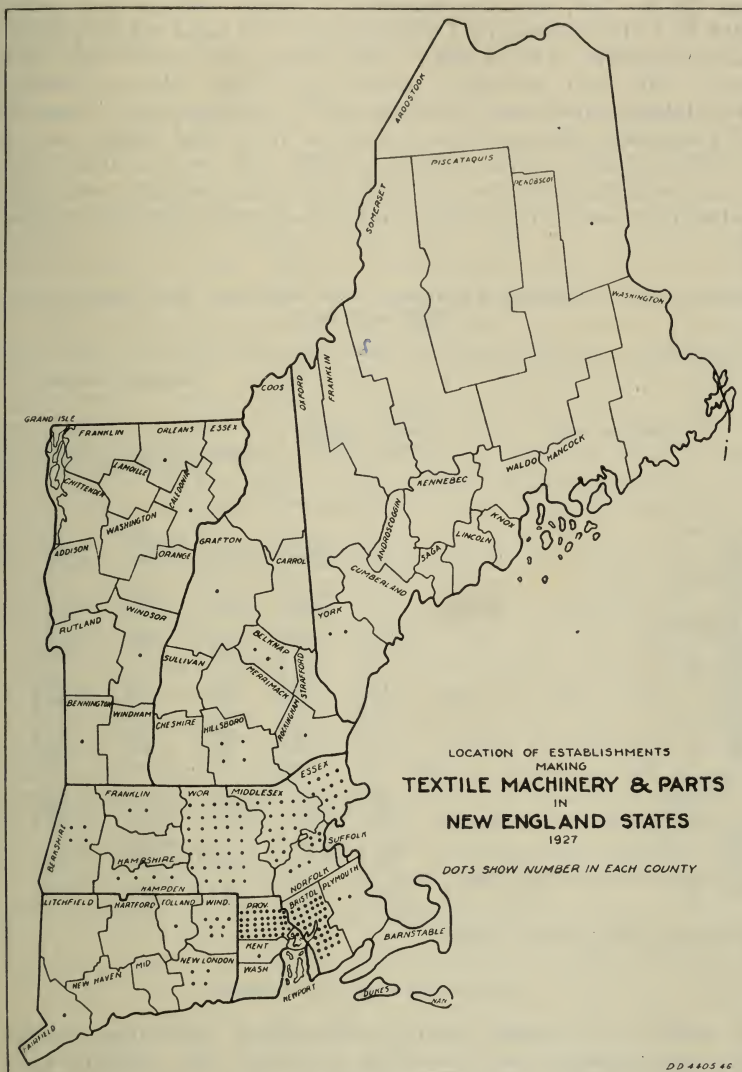 AROOSTOOK
PISCATAQUIS
PENOBSCOT
SOMERSET
WASHINGTON
COOS
OXFORD
FRANKLIN
GRAND ISLE
FRANKLIN
ORLEANS
ESSEX
LAMOILLE
CHITTENDEN
CALEDONIA
WASHINGTON
WALDO
HANCOCK
KENNEBEC
ANDROSCOGGIN
KNOX
LINCOLN
SAGA
ADDISON
ORANGE
GRAFTON
CARROL
CUMBERLAND
RUTLAND
WINDSOR
YORK
BELKNAP
SULLIVAN
MERRIMACK
STRAFFORD
BENNINGTON
WINDHAM
CHESHIRE
HILLSBORO
ROCKINGHAM
LOCATION OF ESTABLISHMENTS
MAKING
TEXTILE MACHINERY & PARTS
IN
NEW ENGLAND STATES
1927
DOTS SHOW NUMBER IN EACH COUNTY
ESSEX
FRANKLIN
WOR
MIDDLESEX
BERKSHIRE
SUFFOLK
HAMPSHIRE
NORFOLK
HAMPDEN
BRISTOL
PLYMOUTH
LITCHFIELD
HARTFORD
TOLLAND
WIND.
PROV.
BARNSTABLE
KENT
NEW LONDON
NEW HAVEN
MID
WASH
NEWPORT
DUKES
NAN
FAIRFIELD
DD 4405 46